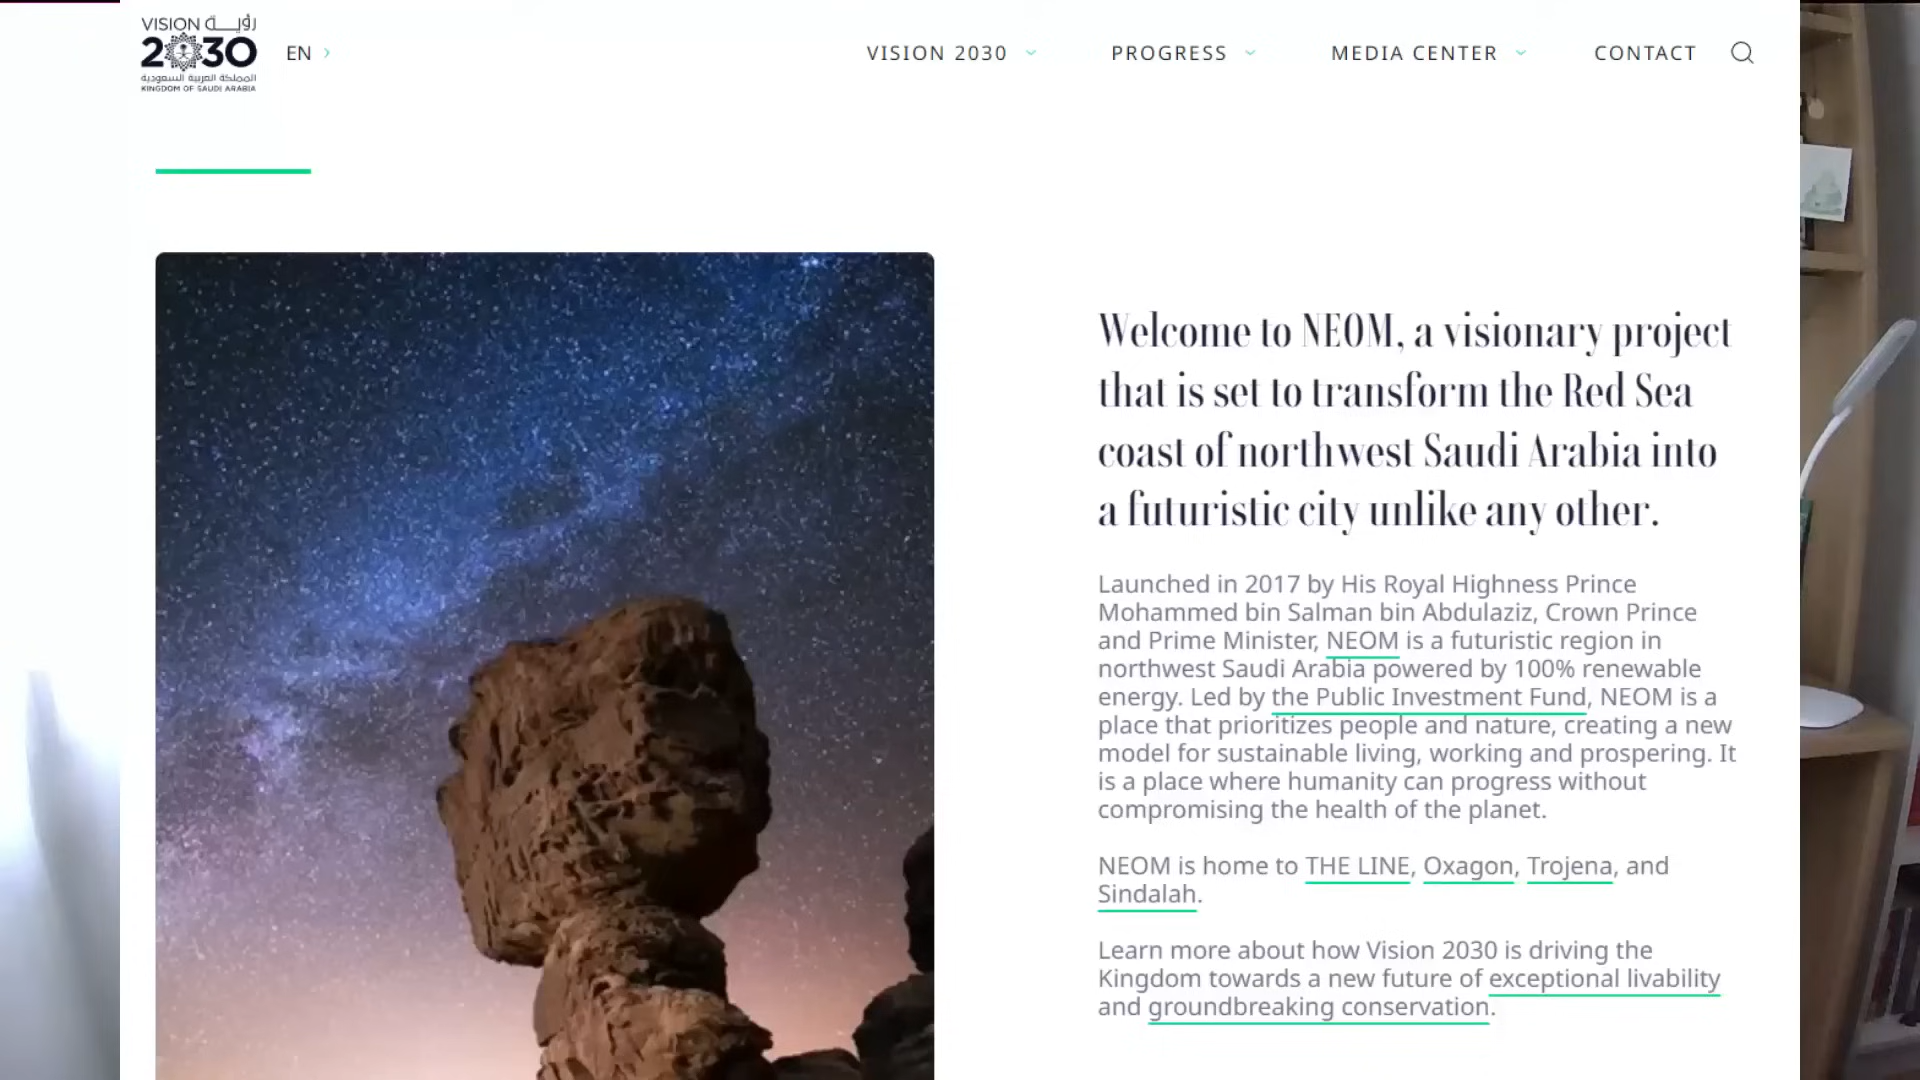 VISION رؤيـــة
2030
المملكة العربية السعودية
KINGDOM OF SAUDI ARABIA
EN
VISION 2030
PROGRESS
MEDIA CENTER
CONTACT
Welcome to NEOM, a visionary project
that is set to transform the Red Sea
coast of northwest Saudi Arabia into
a futuristic city unlike any other.
Launched in 2017 by His Royal Highness Prince
Mohammed bin Salman bin Abdulaziz, Crown Prince
and Prime Minister, NEOM is a futuristic region in
northwest Saudi Arabia powered by 100% renewable
energy. Led by the Public Investment Fund, NEOM is a
place that prioritizes people and nature, creating a new
model for sustainable living, working and prospering. It
is a place where humanity can progress without
compromising the health of the planet.
NEOM is home to THE LINE, Oxagon, Trojena, and
Sindalah.
Learn more about how Vision 2030 is driving the
Kingdom towards a new future of exceptional livability
and groundbreaking conservation.